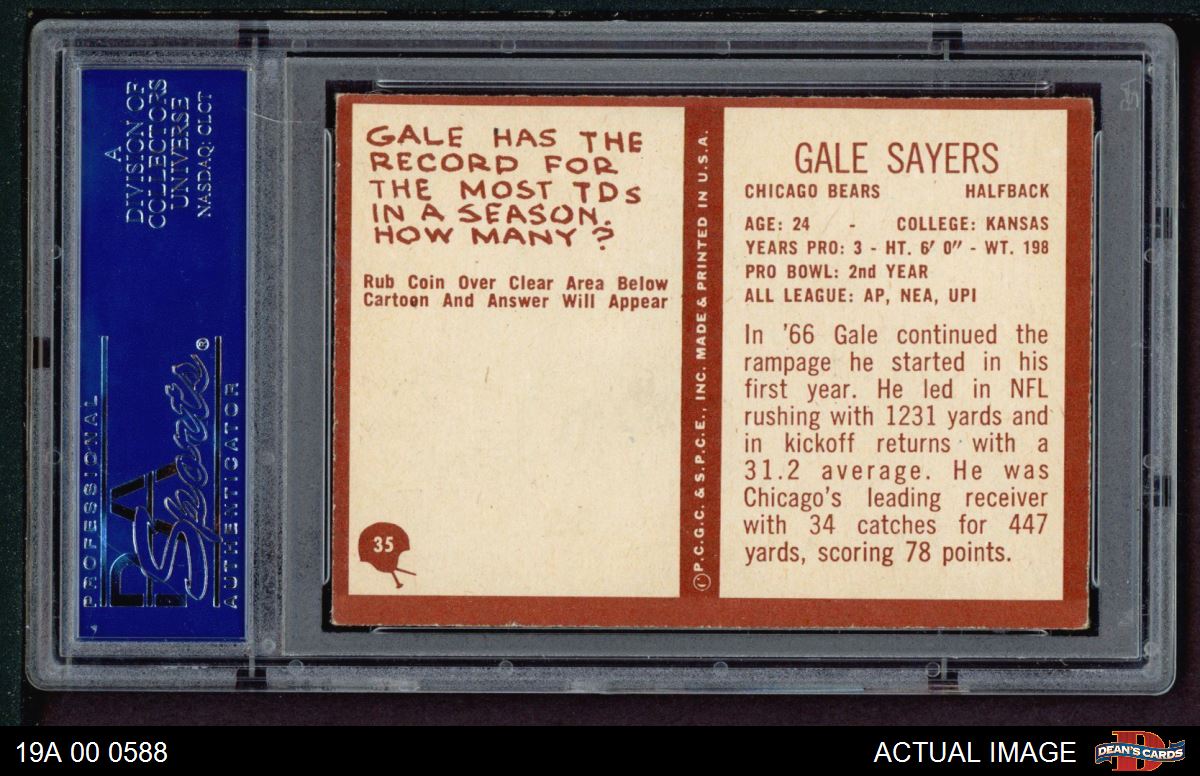 A
DIVISION OF
COLLECTORS
UNIVERSE
NASDAQ: CLCT
PROFESSIONAL
PSA
Sports®
AUTHENTICATOR
GALE HAS THE
RECORD FOR
THE MOST TDS
IN A SEASON.
HOW MANY?
Rub Coin Over Clear Area Below
Cartoon And Answer Will Appear
35
©P.C.G.C. & S.P.C.E., INC. MADE & PRINTED IN U.S.A.
GALE SAYERS
CHICAGO BEARS HALFBACK
AGE: 24 - COLLEGE: KANSAS
YEARS PRO: 3 - HT. 6' 0" - WT. 198
PRO BOWL: 2nd YEAR
ALL LEAGUE: AP, NEA, UPI
In '66 Gale continued the
rampage he started in his
first year. He led in NFL
rushing with 1231 yards and
in kickoff returns with a
31.2 average. He was
Chicago's leading receiver
with 34 catches for 447
yards, scoring 78 points.
19A 00 0588
ACTUAL IMAGE
DEAN'S CARDS